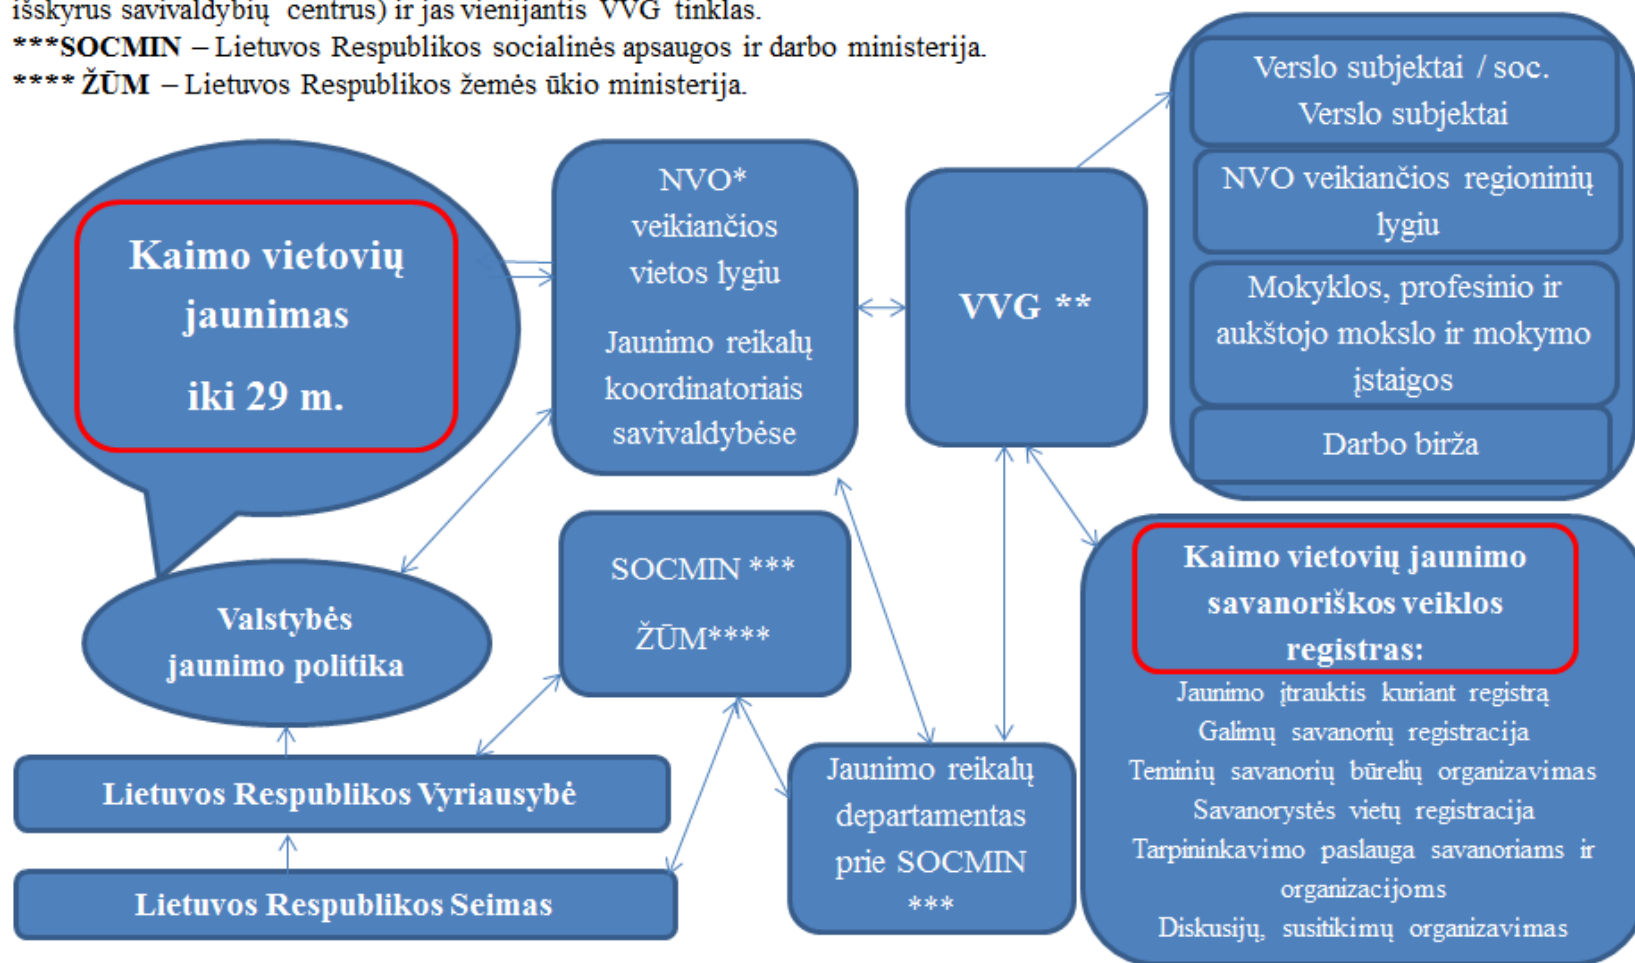 išskyrus savivaldybių centrus) ir jas vienijantis VVG tinklas.
***SOCMIN – Lietuvos Respublikos socialinės apsaugos ir darbo ministerija.
**** ŽŪM – Lietuvos Respublikos žemės ūkio ministerija.
Kaimo vietovių
jaunimas
iki 29 m.
NVO*
veikiančios
vietos lygiu
Jaunimo reikalų
koordinatoriais
savivaldybėse
VVG **
Verslo subjektai / soc.
Verslo subjektai
NVO veikiančios regioninių
lygiu
Mokyklos, profesinio ir
aukštojo mokslo ir mokymo
įstaigos
Darbo birža
Valstybės
jaunimo politika
SOCMIN ***
ŽŪM****
Lietuvos Respublikos Vyriausybė
Lietuvos Respublikos Seimas
Jaunimo reikalų
departamentas
prie SOCMIN
***
Kaimo vietovių jaunimo
savanoriškos veiklos
registras:
Jaunimo įtrauktis kuriant registrą
Galimų savanorių registracija
Teminių savanorių būrelių organizavimas
Savanorystės vietų registracija
Tarpininkavimo paslauga savanoriams ir
organizacijoms
Diskusijų, susitikimų organizavimas